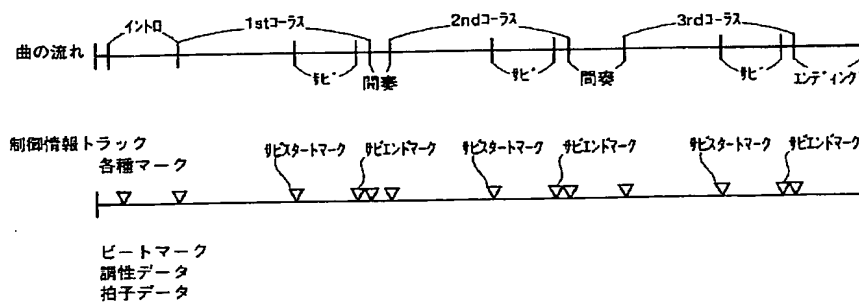 イントロ 1stコーラス 2ndコーラス 3rdコーラス
曲の流れ
サビ 間奏 サビ 間奏 サビ エンディング
制御情報トラック
各種マーク
サビスタートマーク サビエンドマーク サビスタートマーク サビエンドマーク サビスタートマーク サビエンドマーク
ビートマーク
調性データ
拍子データ